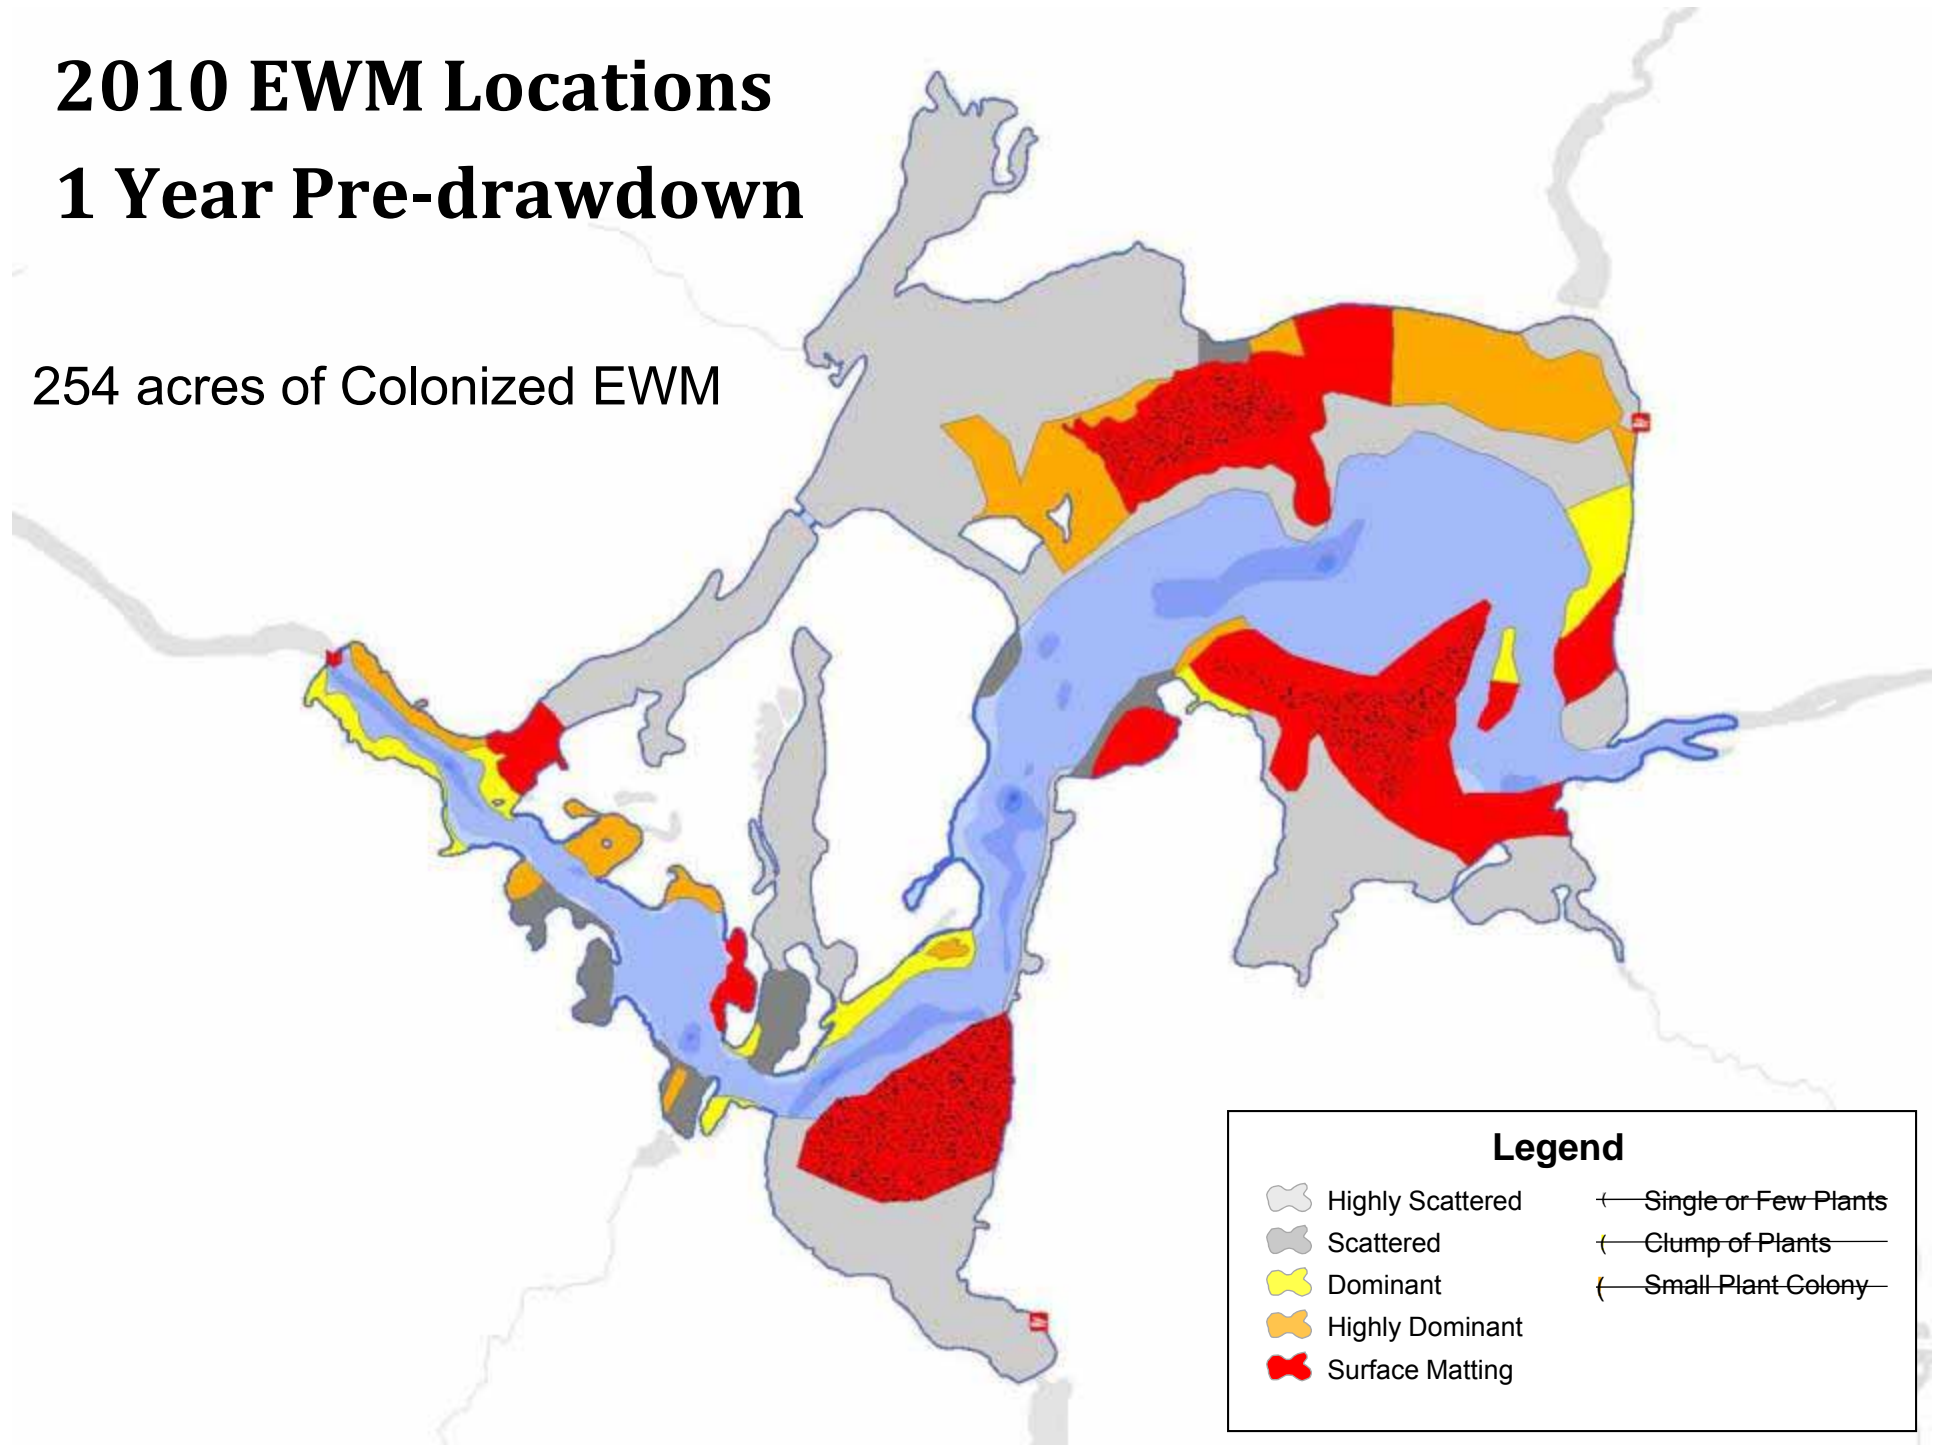 2010 EWM Locations
1 Year Pre-drawdown
254 acres of Colonized EWM
Legend
Highly Scattered
Scattered
Dominant
Highly Dominant
Surface Matting
Single or Few Plants
Clump of Plants
Small Plant Colony